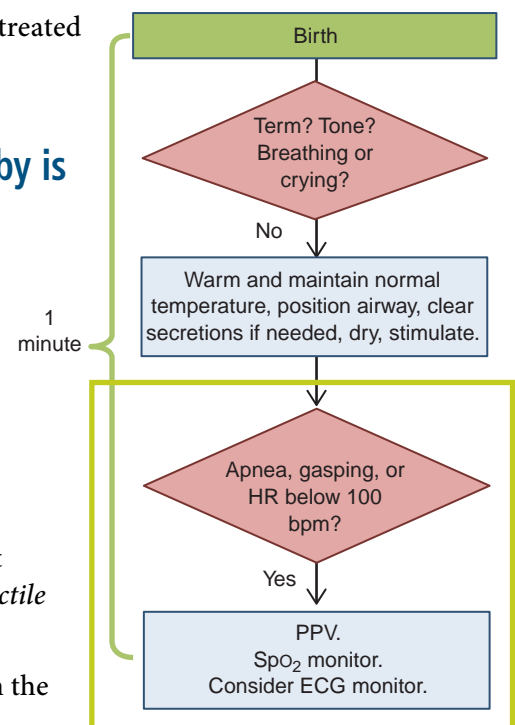 treated
by is
t
ctile
n the
Birth
Term? Tone?
Breathing or
crying?
No
Warm and maintain normal
temperature, position airway, clear
secretions if needed, dry, stimulate.
1
minute
Apnea, gasping, or
HR below 100
bpm?
Yes
PPV.
SpO₂ monitor.
Consider ECG monitor.